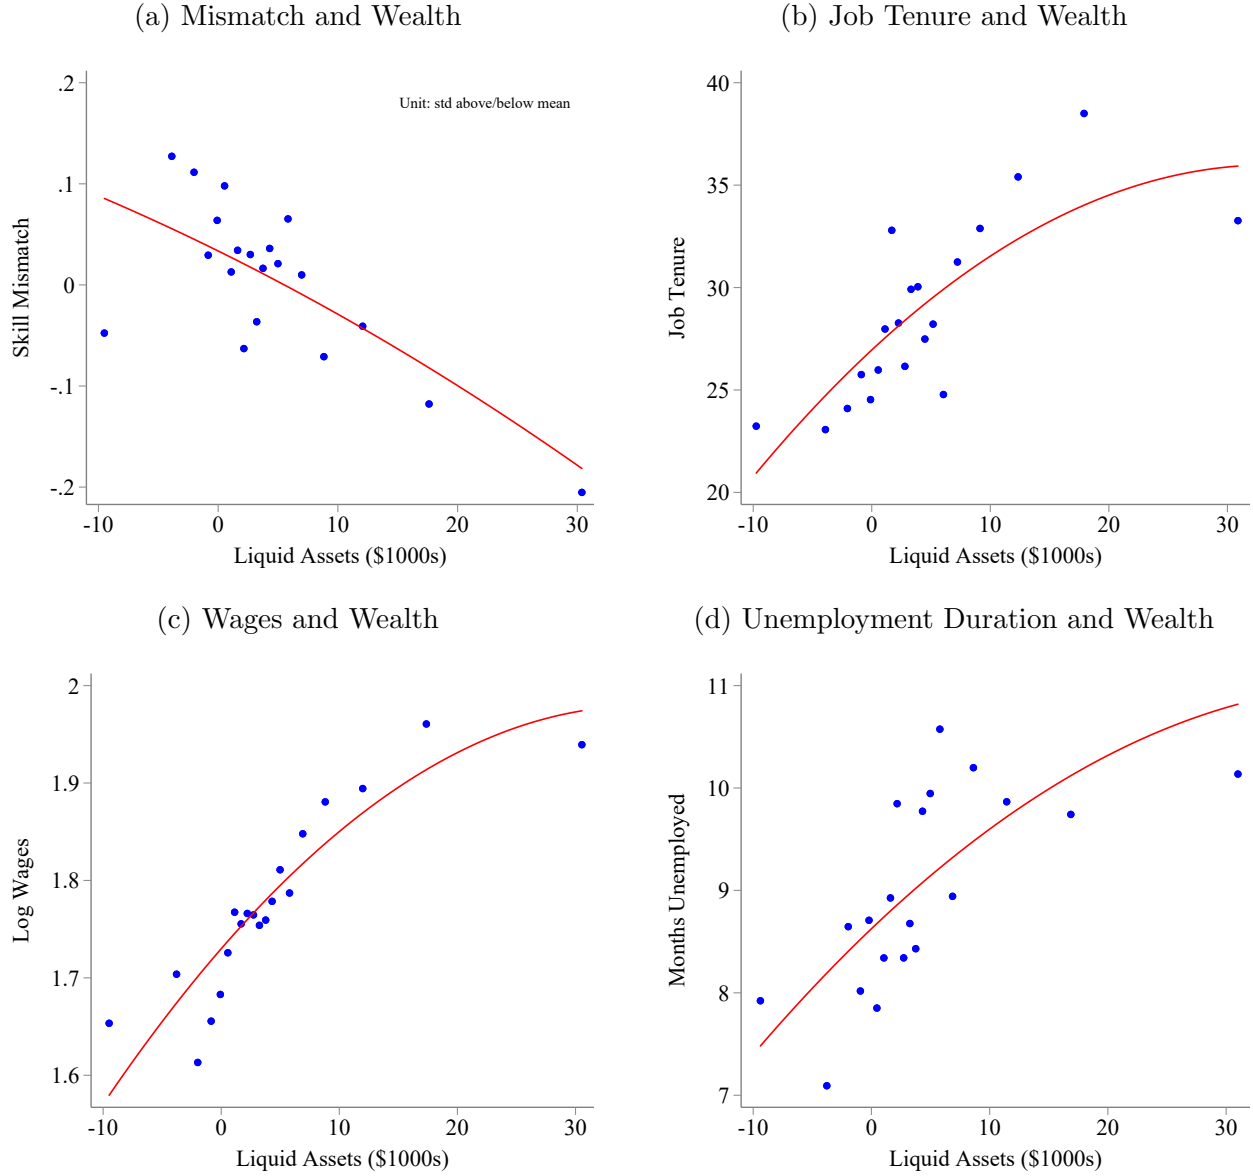 (a) Mismatch and Wealth
.2
.1
0
-.1
-.2
Skill Mismatch
Unit: std above/below mean
-10 0 10 20 30
Liquid Assets ($1000s)
(b) Job Tenure and Wealth
40
35
30
25
20
Job Tenure
-10 0 10 20 30
Liquid Assets ($1000s)
(c) Wages and Wealth
2
1.9
1.8
1.7
1.6
Log Wages
-10 0 10 20 30
Liquid Assets ($1000s)
(d) Unemployment Duration and Wealth
11
10
9
8
7
Months Unemployed
-10 0 10 20 30
Liquid Assets ($1000s)